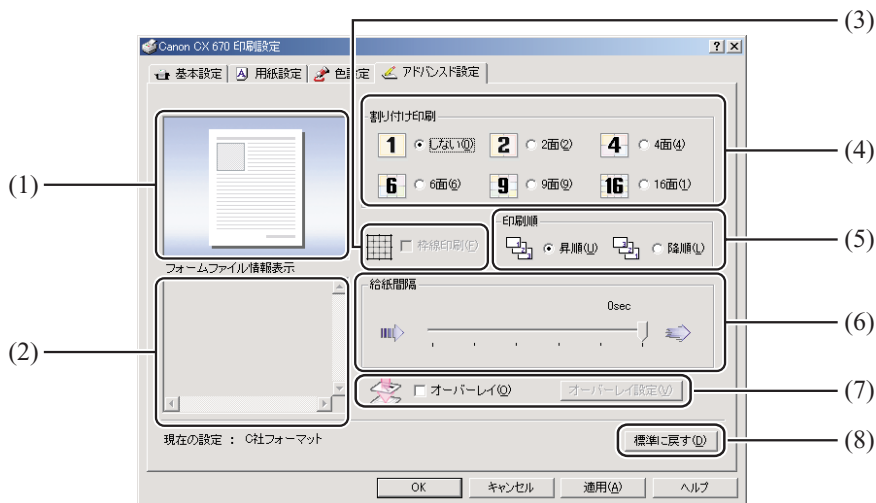 (3)
Canon CX 670 印刷設定
基本設定 用紙設定 色設定 アドバンスド設定
割り付け印刷
1 しない(0) 2 2面(2) 4 4面(4)
(4)
6 6面(6) 9 9面(9) 16 16面(1)
(1)
印刷順
枠線印刷(F) 昇順(U) 降順(L)
(5)
フォームファイル情報表示
給紙間隔
0sec
(6)
(2)
オーバーレイ(O) オーバーレイ設定(V)
(7)
現在の設定 : C社フォーマット 標準に戻す(D)
(8)
OK キャンセル 適用(A) ヘルプ